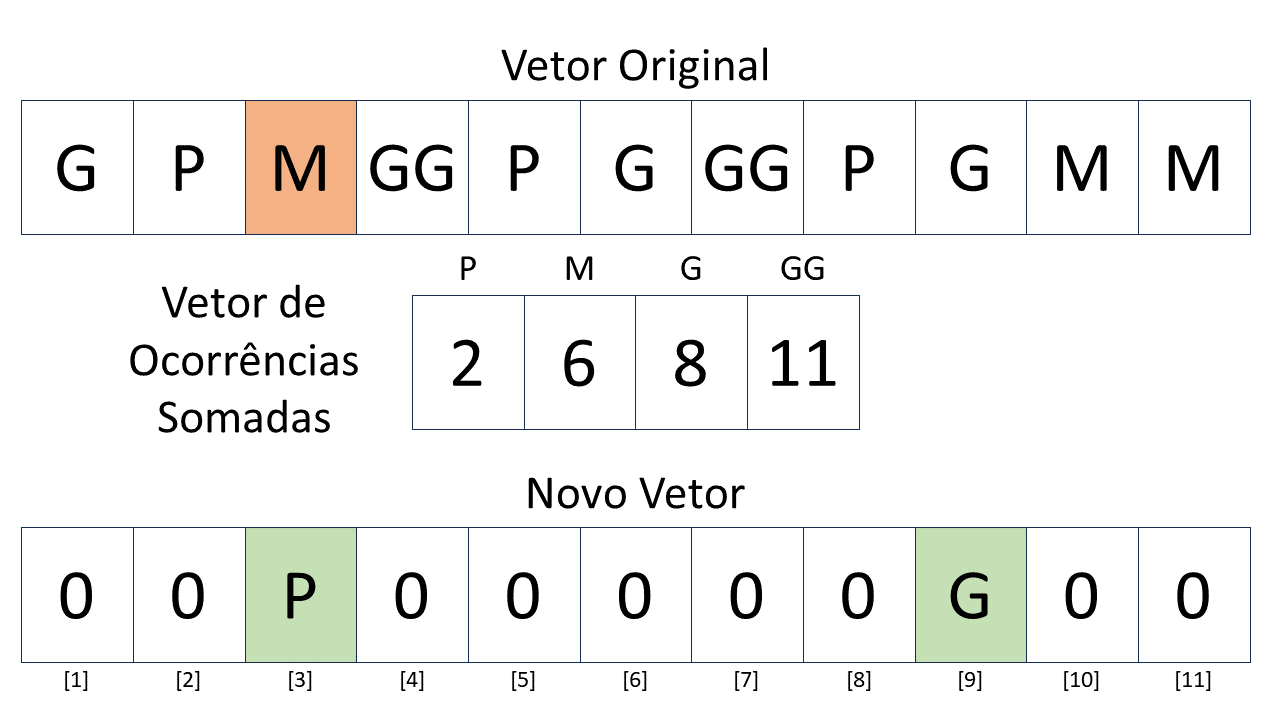 Vetor Original
G P M GG P G GG P G M M
P M G GG
Vetor de
Ocorrências
Somadas
2 6 8 11
Novo Vetor
0 0 P 0 0 0 0 0 G 0 0
[1] [2] [3] [4] [5] [6] [7] [8] [9] [10] [11]